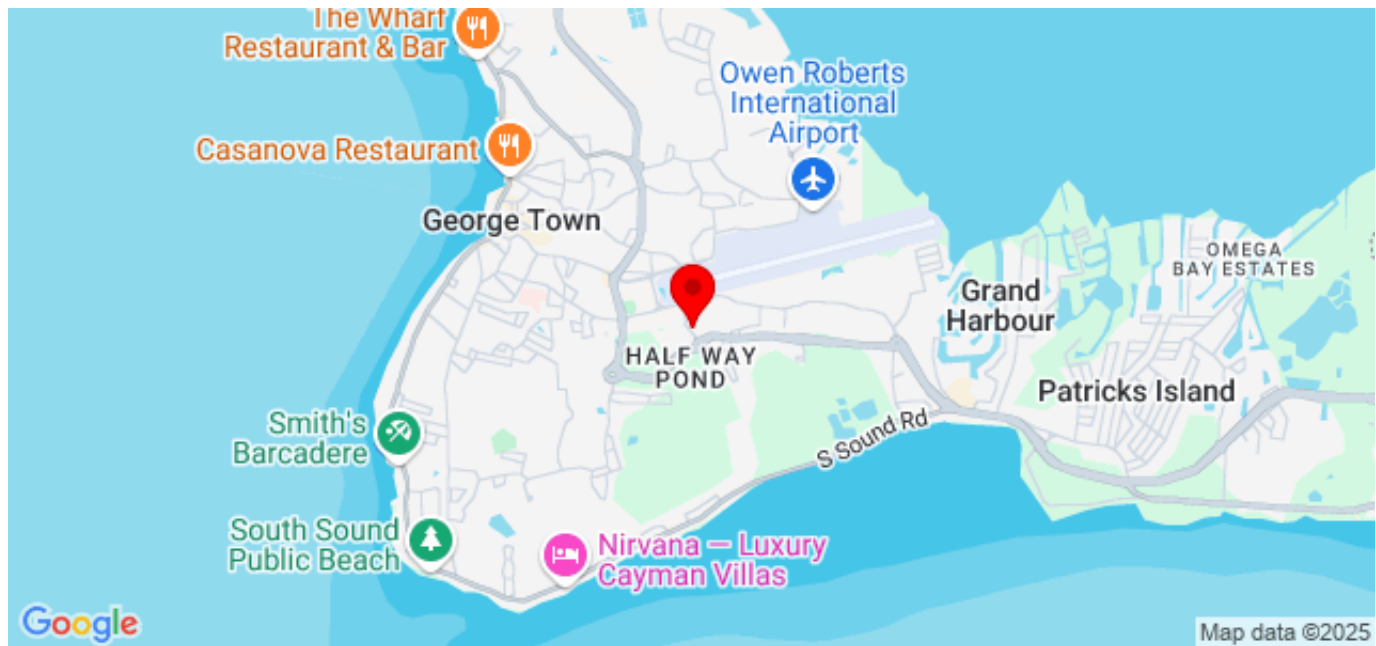 The Wharf
Restaurant & Bar
Owen Roberts
International
Airport
Casanova Restaurant
George Town
OMEGA
BAY ESTATES
Grand
Harbour
HALF WAY
POND
Patricks Island
Smith's
Barcadere
S Sound Rd
South Sound
Public Beach
Nirvana — Luxury
Cayman Villas
Google
Map data ©2025